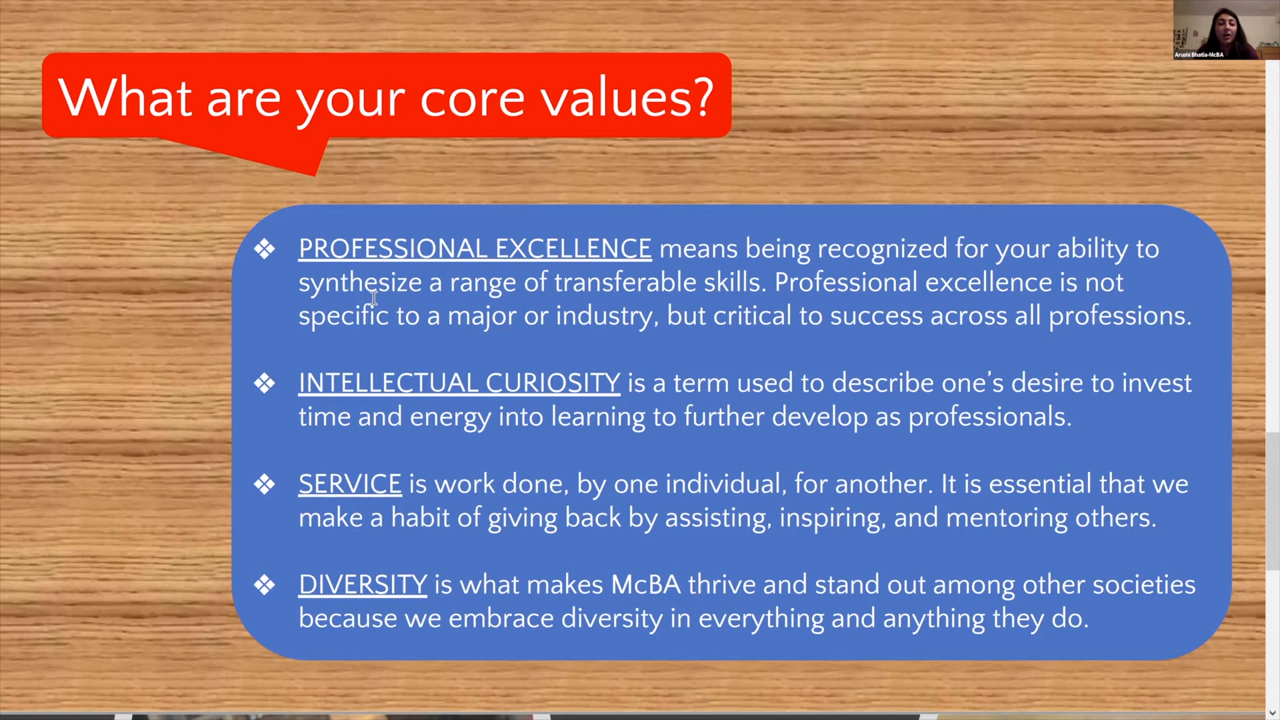 Arushi Bhatia-McBA
What are your core values?
❖ PROFESSIONAL EXCELLENCE means being recognized for your ability to
synthesize a range of transferable skills. Professional excellence is not
specific to a major or industry, but critical to success across all professions.
❖ INTELLECTUAL CURIOSITY is a term used to describe one’s desire to invest
time and energy into learning to further develop as professionals.
❖ SERVICE is work done, by one individual, for another. It is essential that we
make a habit of giving back by assisting, inspiring, and mentoring others.
❖ DIVERSITY is what makes McBA thrive and stand out among other societies
because we embrace diversity in everything and anything they do.